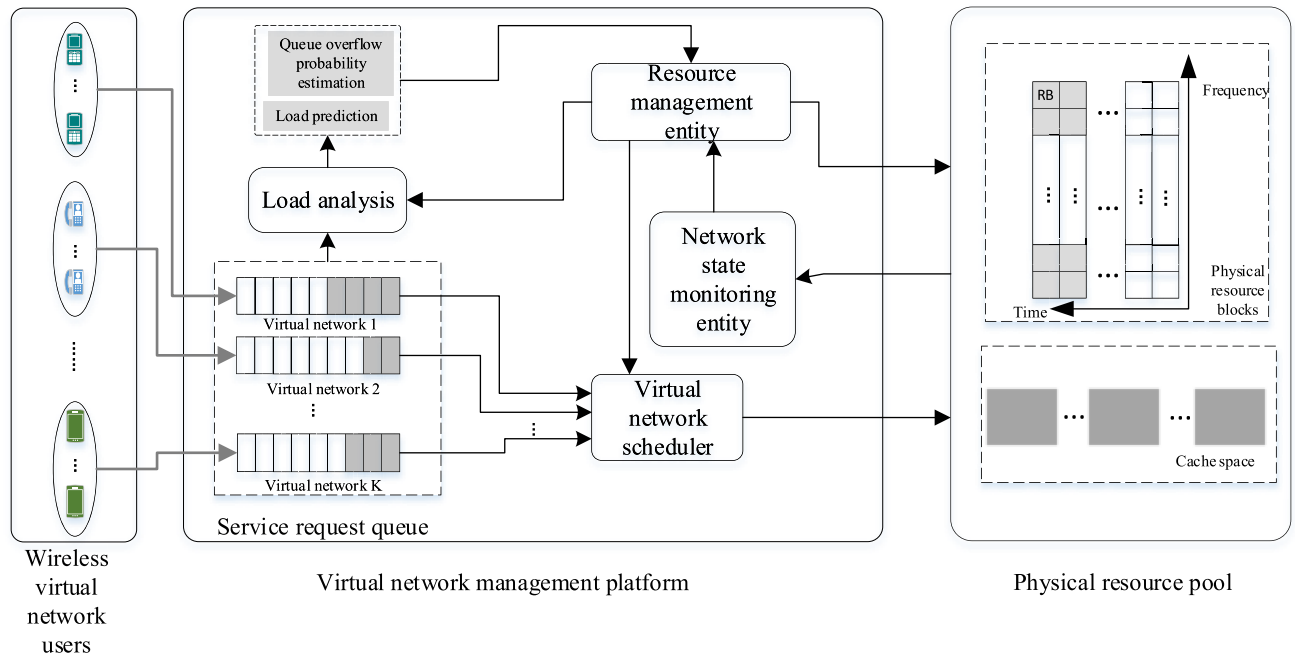 Queue overflow
probability
estimation
Load prediction
Load analysis
Resource
management
entity
Network
state
monitoring
entity
Virtual network 1
Virtual network 2
Virtual network K
Service request queue
Virtual
network
scheduler
RB
Frequency
Physical
resource
blocks
Time
Cache space
Wireless
virtual
network
users
Virtual network management platform
Physical resource pool